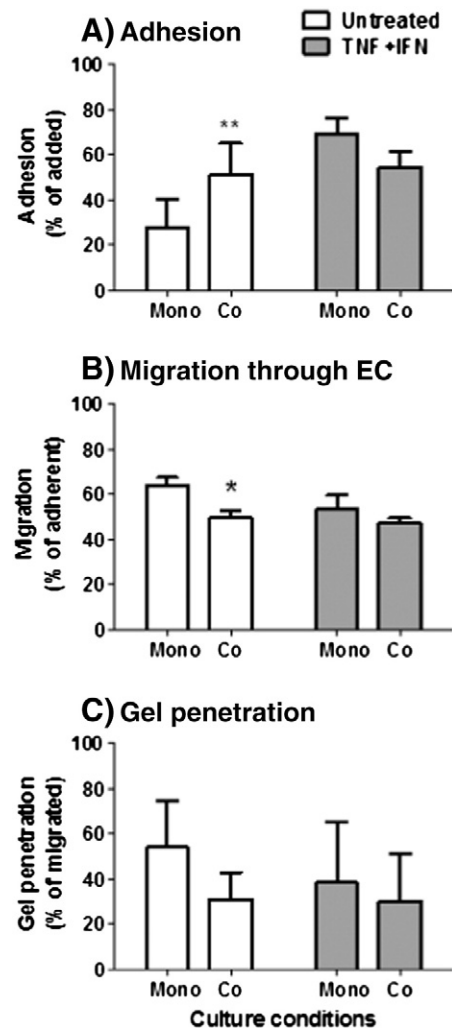 A) Adhesion
Untreated
TNF+IFN
Adhesion
(% of added)
100
80
60
40
20
0
**
Mono Co Mono Co
B) Migration through EC
Migration
(% of adherent)
100
80
60
40
20
0
*
Mono Co Mono Co
C) Gel penetration
Gel penetration
(% of migrated)
100
80
60
40
20
0
Mono Co Mono Co
Culture conditions